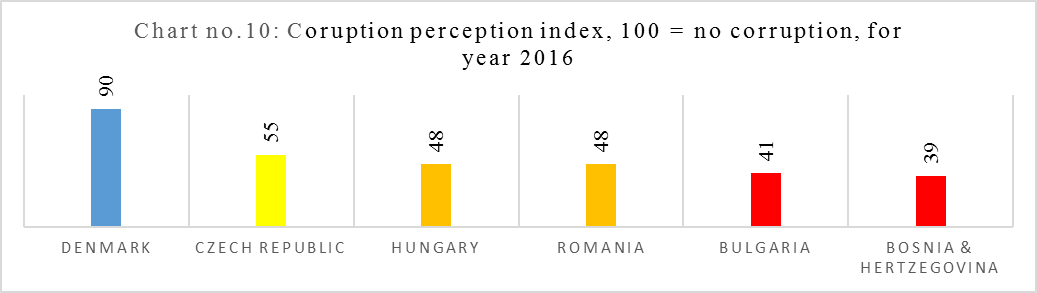 Chart no.10: Coruption perception index, 100 = no corruption, for
year 2016
90
55
48
48
41
39
DENMARK
CZECH REPUBLIC
HUNGARY
ROMANIA
BULGARIA
BOSNIA &
HERTZEGOVINA